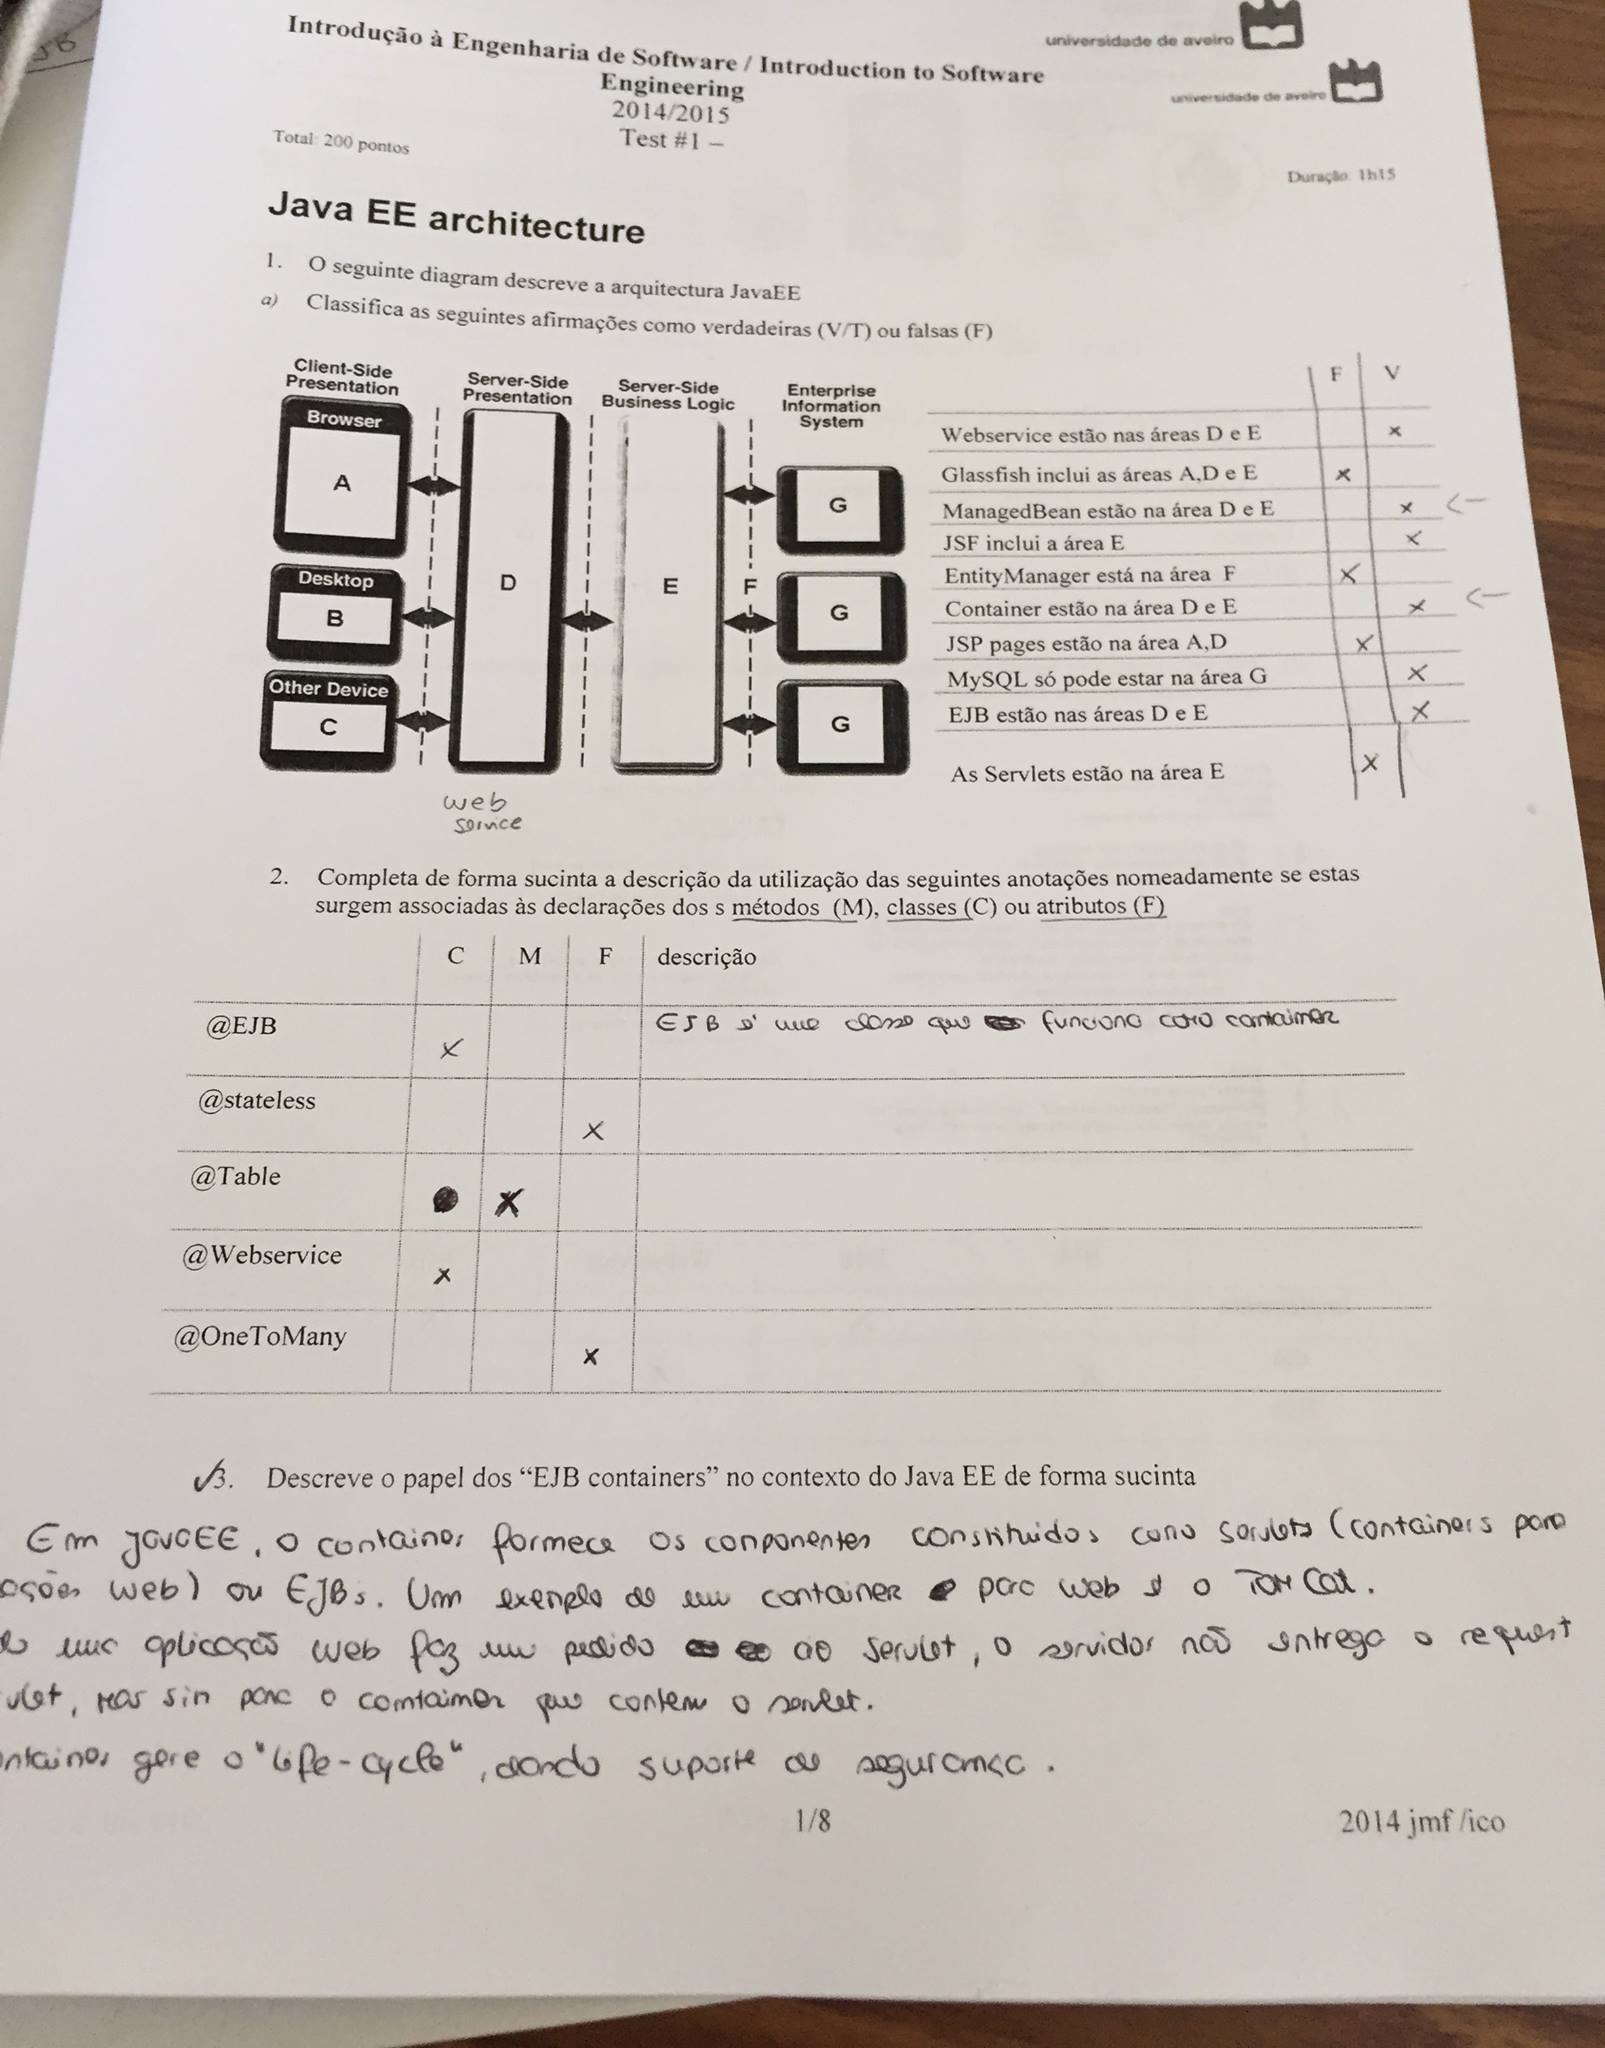 Introdução à Engenharia de Software / Introduction to Software
Engineering
2014/2015
Test #1 –
universidade de aveiro
universidade de aveiro
Total: 200 pontos
Duração: 1h15
Java EE architecture
1. O seguinte diagram descreve a arquitectura JavaEE
a) Classifica as seguintes afirmações como verdadeiras (V/T) ou falsas (F)
Client-Side
Presentation
Server-Side
Presentation
Server-Side
Business Logic
Enterprise
Information
System
Browser
A
Desktop
B
Other Device
C
D
E
F
G
G
G
web
service
F V
Webservice estão nas áreas D e E x
Glassfish inclui as áreas A,D e E x
ManagedBean estão na área D e E x <-
JSF inclui a área E x
EntityManager está na área F x
Container estão na área D e E x <-
JSP pages estão na área A,D x
MySQL só pode estar na área G x
EJB estão nas áreas D e E x
As Servlets estão na área E x
2. Completa de forma sucinta a descrição da utilização das seguintes anotações nomeadamente se estas
surgem associadas às declarações dos s métodos (M), classes (C) ou atributos (F)
C M F descrição
@EJB x EJB é uma classe que funciona como container
@stateless x
@Table x
@Webservice x
@OneToMany x
3. Descreve o papel dos “EJB containers” no contexto do Java EE de forma sucinta
Em javaEE, o container fornece os componentes constituidos como servlets (containers para
web) ou EJBs. Um exemplo de um container para web é o TomCat.
uma aplicação web faz um pedido ao servlet, o servidor não entrega o request
mas sim para o container que contem o servlet.
gere o "life-cycle", dando suporte de segurança.
1/8
2014 jmf /ico